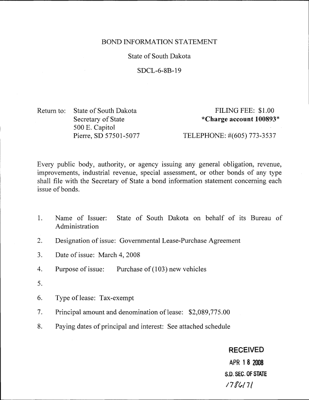 BOND INFORMATION STATEMENT
State of South Dakota
SDCL-6-8B-19
Return to: State of South Dakota FILING FEE: $1.00
Secretary of State *Charge account 100893*
500 E. Capitol
Pierre, SD 57501-5077 TELEPHONE: #(605) 773-3537
Every public body, authority, or agency issuing any general obligation, revenue,
improvements, industrial revenue, special assessment, or other bonds of any type
shall file with the Secretary of State a bond information statement concerning each
issue of bonds.
1. Name of Issuer: State of South Dakota on behalf of its Bureau of
Administration
2. Designation of issue: Governmental Lease-Purchase Agreement
3. Date of issue: March 4, 2008
4. Purpose of issue: Purchase of (103) new vehicles
5.
6. Type of lease: Tax-exempt
7. Principal amount and denomination of lease: $2,089,775.00
8. Paying dates of principal and interest: See attached schedule
RECEIVED
APR 18 2008
S.D. SEC. OF STATE